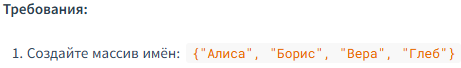 Требования:
1. Создайте массив имён: {"Алиса", "Борис", "Вера", "Глеб"}